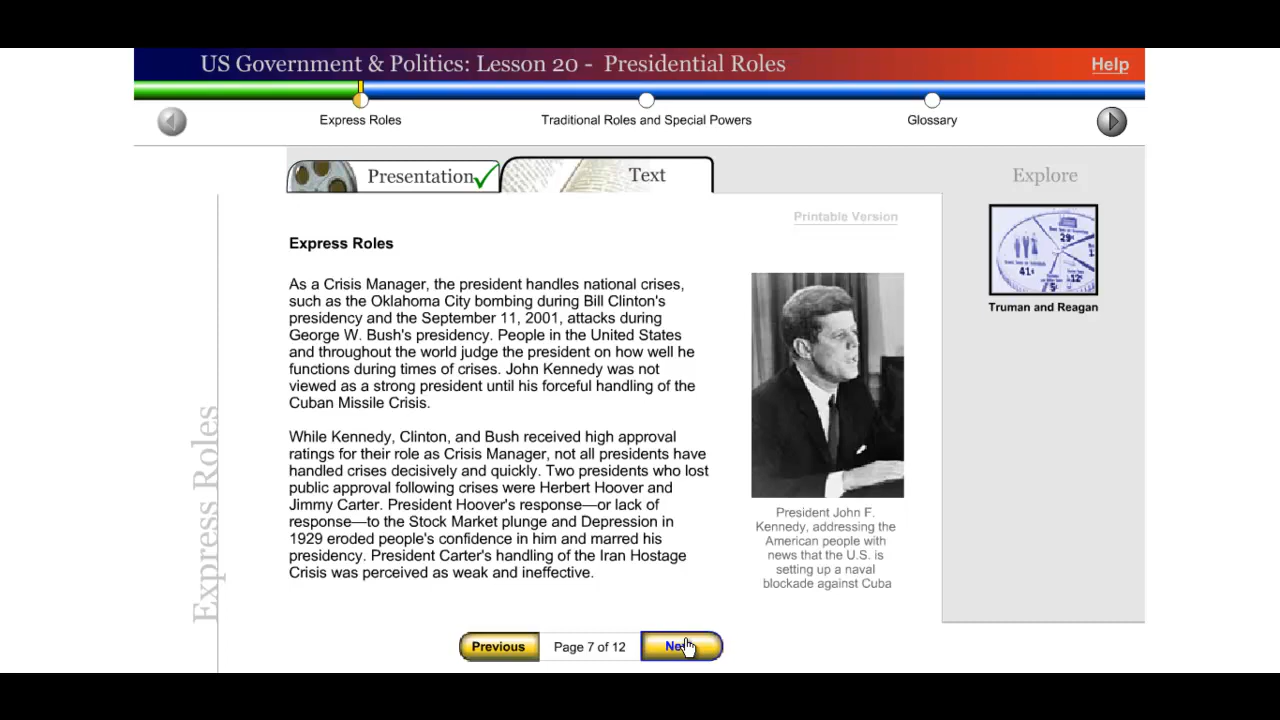 US Government & Politics: Lesson 20 - Presidential Roles
Help
Express Roles
Traditional Roles and Special Powers
Glossary
Presentation
Text
Explore
Printable Version
Express Roles
As a Crisis Manager, the president handles national crises,
such as the Oklahoma City bombing during Bill Clinton's
presidency and the September 11, 2001, attacks during
George W. Bush's presidency. People in the United States
and throughout the world judge the president on how well he
functions during times of crises. John Kennedy was not
viewed as a strong president until his forceful handling of the
Cuban Missile Crisis.
While Kennedy, Clinton, and Bush received high approval
ratings for their role as Crisis Manager, not all presidents have
handled crises decisively and quickly. Two presidents who lost
public approval following crises were Herbert Hoover and
Jimmy Carter. President Hoover's response—or lack of
response—to the Stock Market plunge and Depression in
1929 eroded people's confidence in him and marred his
presidency. President Carter's handling of the Iran Hostage
Crisis was perceived as weak and ineffective.
President John F.
Kennedy, addressing the
American people with
news that the U.S. is
setting up a naval
blockade against Cuba
29¢
41¢
12¢
5¢
Truman and Reagan
Express Roles
Previous
Page 7 of 12